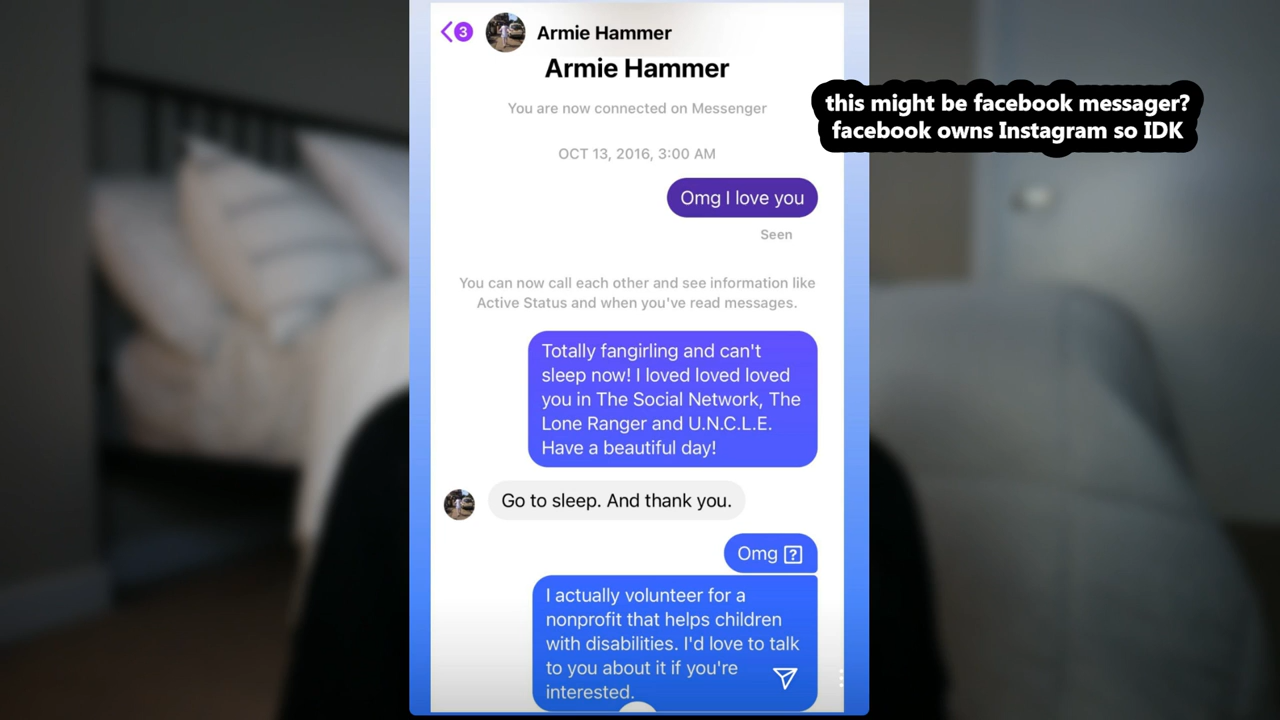 3
Armie Hammer
Armie Hammer
You are now connected on Messenger
this might be facebook messager?
facebook owns Instagram so IDK
OCT 13, 2016, 3:00 AM
Omg I love you
Seen
You can now call each other and see information like
Active Status and when you've read messages.
Totally fangirling and can't
sleep now! I loved loved loved
you in The Social Network, The
Lone Ranger and U.N.C.L.E.
Have a beautiful day!
Go to sleep. And thank you.
Omg ?
I actually volunteer for a
nonprofit that helps children
with disabilities. I'd love to talk
to you about it if you're
interested.